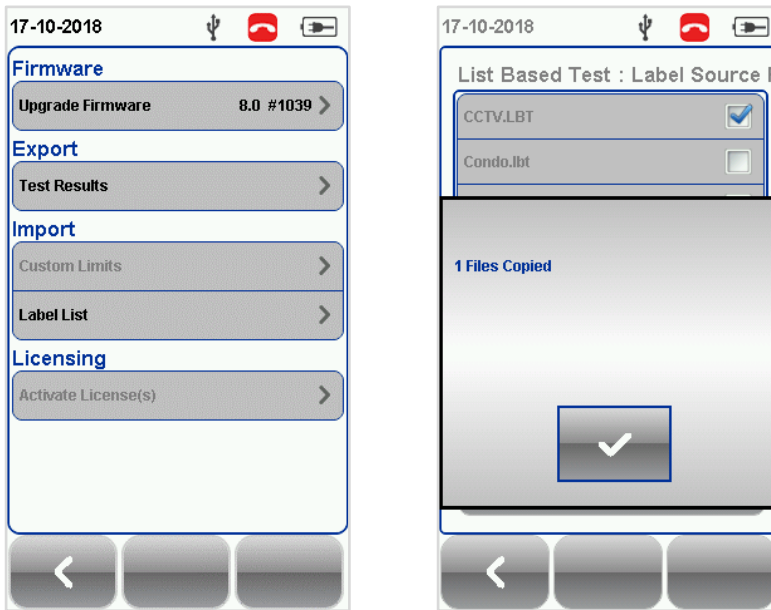 17-10-2018
Firmware
Upgrade Firmware 8.0 #1039
Export
Test Results
Import
Custom Limits
Label List
Licensing
Activate License(s)
17-10-2018
List Based Test : Label Source
CCTV.LBT
Condo.lbt
1 Files Copied